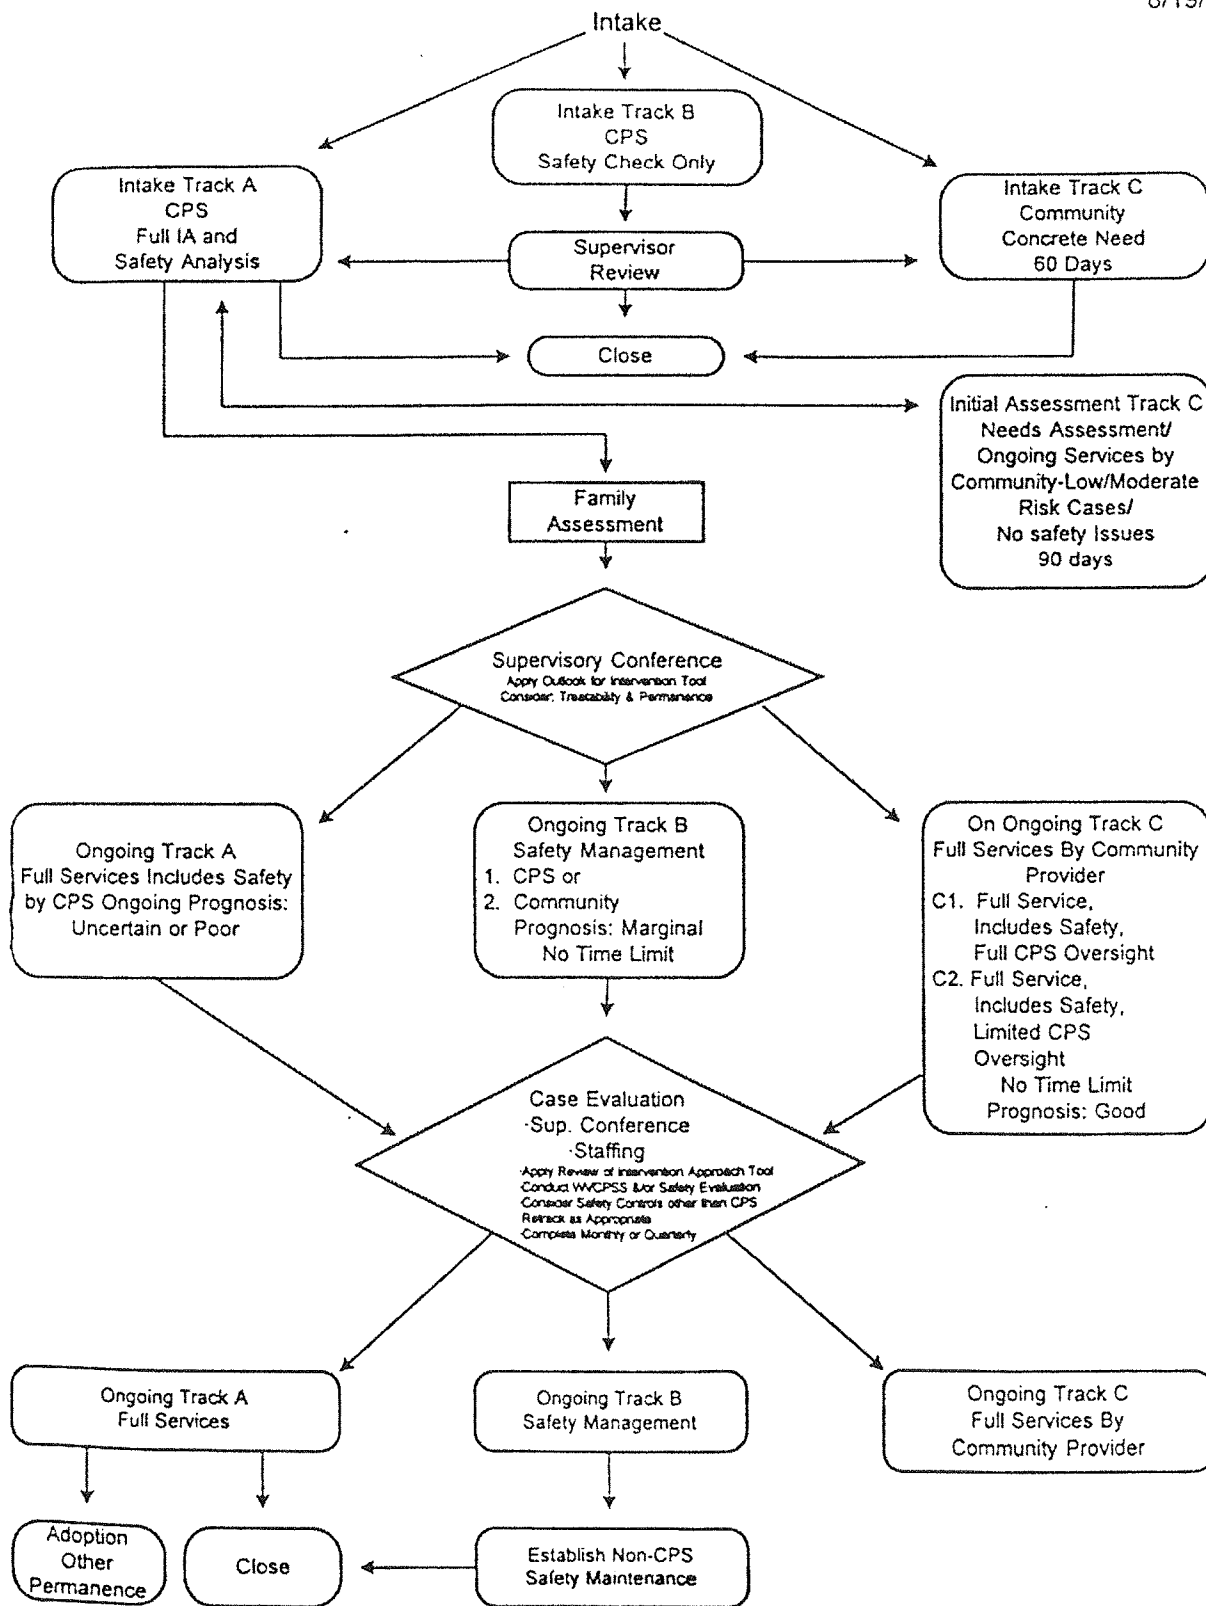 8/19/
Intake
Intake Track B
CPS
Safety Check Only
Intake Track A
CPS
Full IA and
Safety Analysis
Supervisor
Review
Intake Track C
Community
Concrete Need
60 Days
Close
Initial Assessment Track C
Needs Assessment/
Ongoing Services by
Community-Low/Moderate
Risk Cases/
No safety Issues
90 days
Family
Assessment
Supervisory Conference
Apply Outlook for Intervention Tool
Consider: Treatability & Permanence
Ongoing Track A
Full Services Includes Safety
by CPS Ongoing Prognosis:
Uncertain or Poor
Ongoing Track B
Safety Management
1. CPS or
2. Community
Prognosis: Marginal
No Time Limit
On Ongoing Track C
Full Services By Community
Provider
C1. Full Service,
Includes Safety,
Full CPS Oversight
C2. Full Service,
Includes Safety,
Limited CPS
Oversight
No Time Limit
Prognosis: Good
Case Evaluation
·Sup. Conference
·Staffing
·Apply Review of Intervention Approach Tool
·Conduct WVCPSS &/or Safety Evaluation
·Consider Safety Controls other than CPS
Retrack as Appropriate
·Complete Monthly or Quarterly
Ongoing Track A
Full Services
Ongoing Track B
Safety Management
Ongoing Track C
Full Services By
Community Provider
Adoption
Other
Permanence
Close
Establish Non-CPS
Safety Maintenance